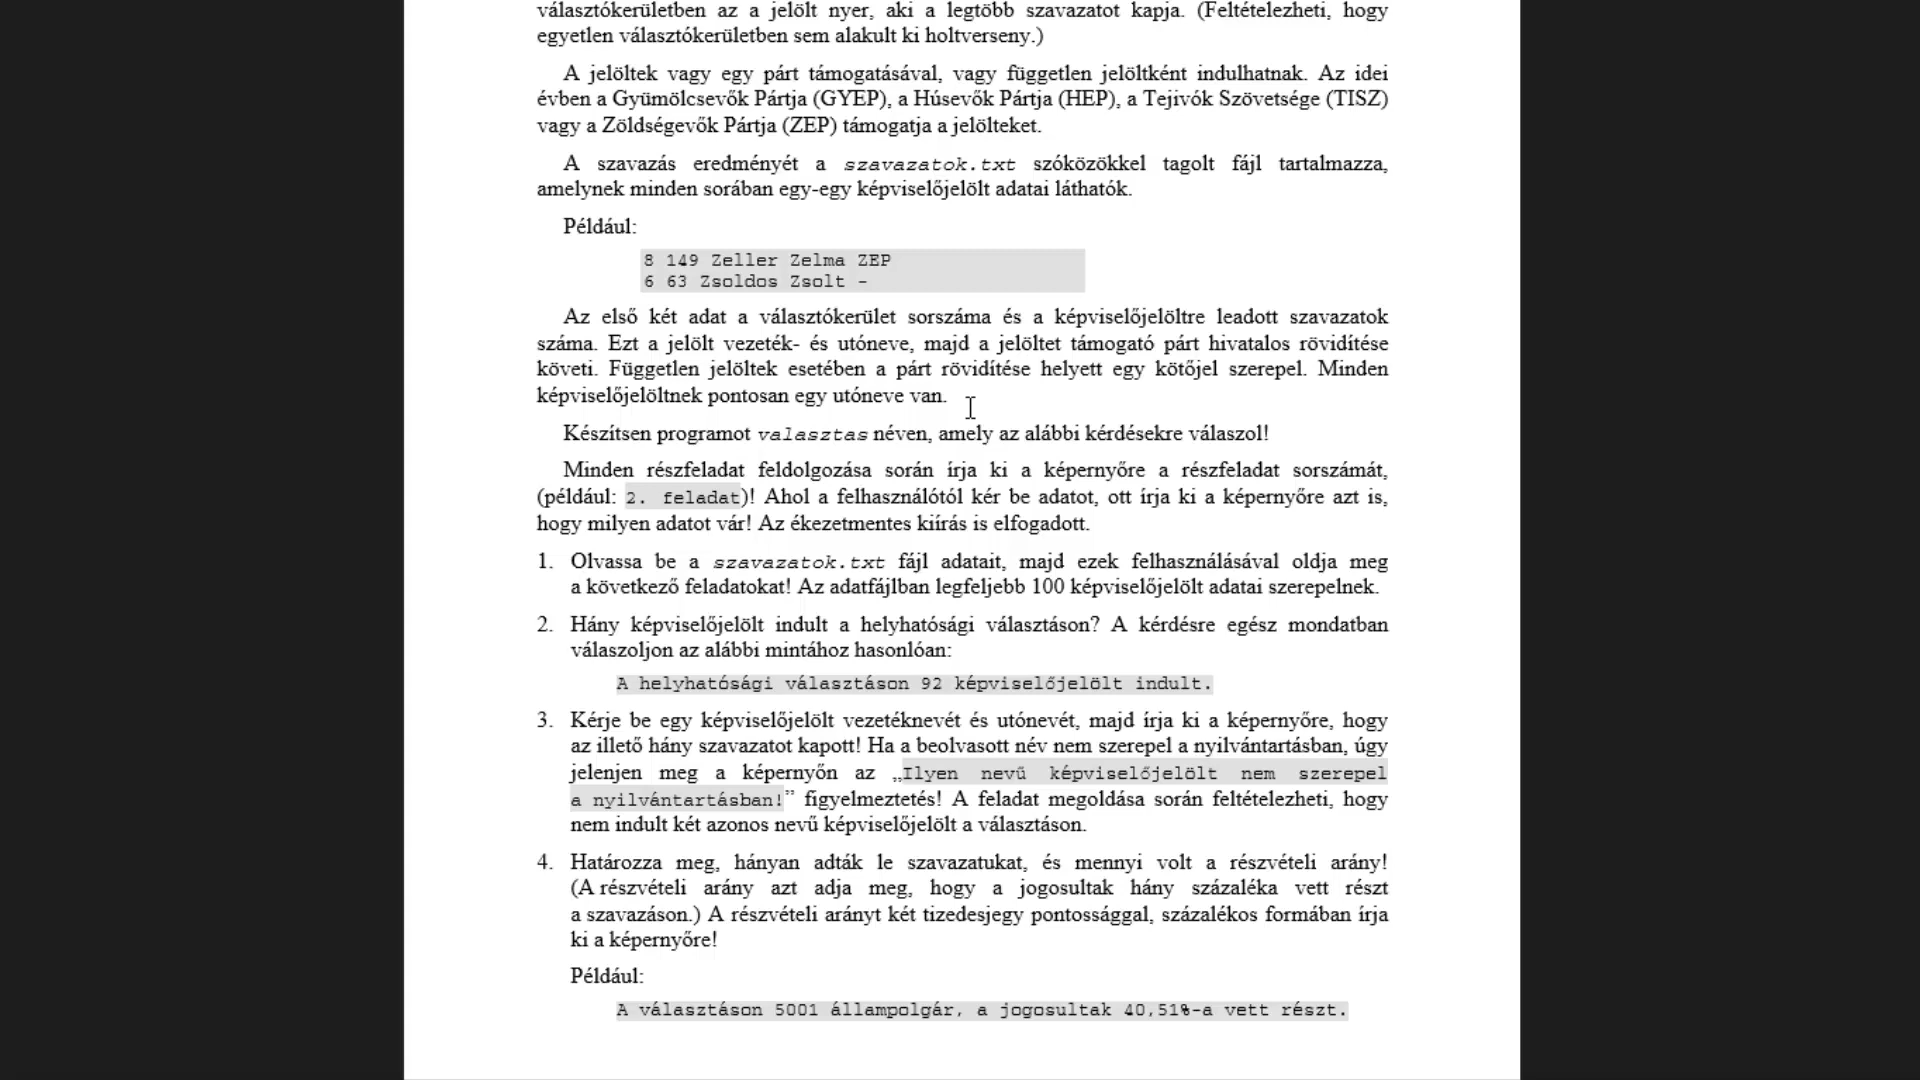 választókerületben az a jelölt nyer, aki a legtöbb szavazatot kapja. (Feltételezheti, hogy
egyetlen választókerületben sem alakult ki holtverseny.)
A jelöltek vagy egy párt támogatásával, vagy független jelöltként indulhatnak. Az idei
évben a Gyümölcsevők Pártja (GYEP), a Húsevők Pártja (HEP), a Tejivók Szövetsége (TISZ)
vagy a Zöldségevők Pártja (ZEP) támogatja a jelölteket.
A szavazás eredményét a szavazatok.txt szóközökkel tagolt fájl tartalmazza,
amelynek minden sorában egy-egy képviselőjelölt adatai láthatók.
Például:
8 149 Zeller Zelma ZEP
6 63 Zsoldos Zsolt -
Az első két adat a választókerület sorszáma és a képviselőjelöltre leadott szavazatok
száma. Ezt a jelölt vezeték- és utóneve, majd a jelöltet támogató párt hivatalos rövidítése
követi. Független jelöltek esetében a párt rövidítése helyett egy kötőjel szerepel. Minden
képviselőjelöltnek pontosan egy utóneve van.
Készítsen programot valasztas néven, amely az alábbi kérdésekre válaszol!
Minden részfeladat feldolgozása során írja ki a képernyőre a részfeladat sorszámát,
(például: 2. feladat)! Ahol a felhasználótól kér be adatot, ott írja ki a képernyőre azt is,
hogy milyen adatot vár! Az ékezetmentes kiírás is elfogadott.
1. Olvassa be a szavazatok.txt fájl adatait, majd ezek felhasználásával oldja meg
a következő feladatokat! Az adatfájlban legfeljebb 100 képviselőjelölt adatai szerepelnek.
2. Hány képviselőjelölt indult a helyhatósági választáson? A kérdésre egész mondatban
válaszoljon az alábbi mintához hasonlóan:
A helyhatósági választáson 92 képviselőjelölt indult.
3. Kérje be egy képviselőjelölt vezetéknevét és utónevét, majd írja ki a képernyőre, hogy
az illető hány szavazatot kapott! Ha a beolvasott név nem szerepel a nyilvántartásban, úgy
jelenjen meg a képernyőn az „Ilyen nevű képviselőjelölt nem szerepel
a nyilvántartásban!” figyelmeztetés! A feladat megoldása során feltételezheti, hogy
nem indult két azonos nevű képviselőjelölt a választáson.
4. Határozza meg, hányan adták le szavazatukat, és mennyi volt a részvételi arány!
(A részvételi arány azt adja meg, hogy a jogosultak hány százaléka vett részt
a szavazáson.) A részvételi arányt két tizedesjegy pontossággal, százalékos formában írja
ki a képernyőre!
Például:
A választáson 5001 állampolgár, a jogosultak 40,51%-a vett részt.